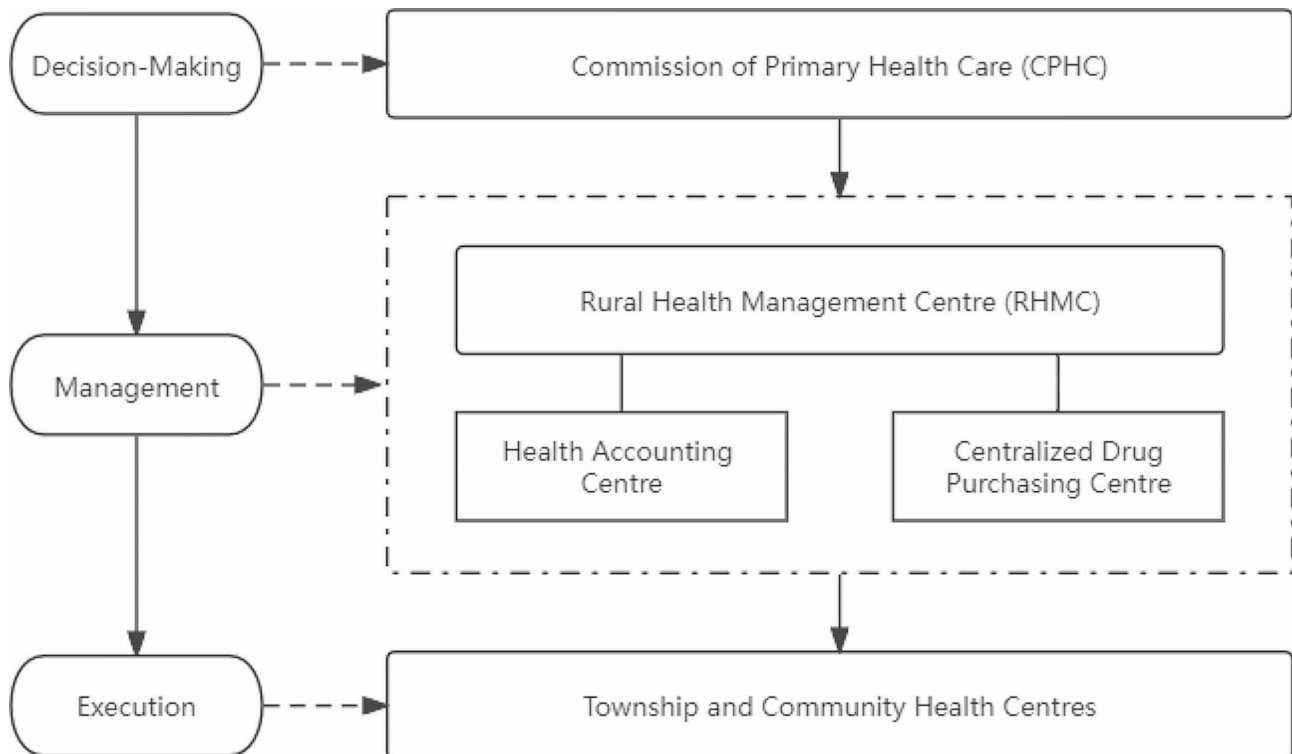 Decision-Making
Commission of Primary Health Care (CPHC)
Rural Health Management Centre (RHMC)
Management
Health Accounting
Centre
Centralized Drug
Purchasing Centre
Execution
Township and Community Health Centres